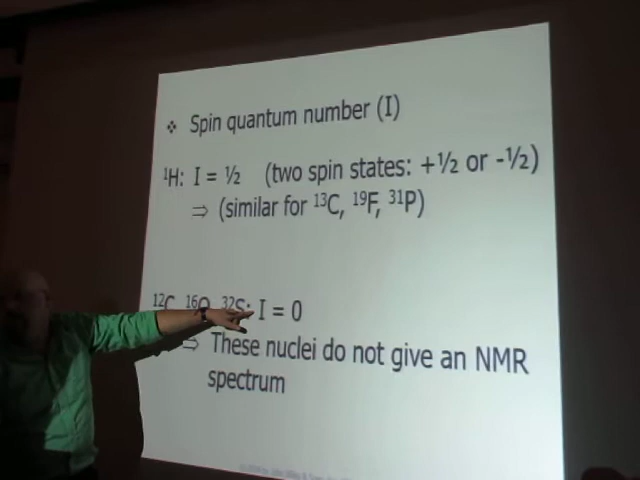 ❖ Spin quantum number (I)
¹H: I = ½ (two spin states: +½ or -½)
⇒ (similar for ¹³C, ¹⁹F, ³¹P)
¹²C, ¹⁶O, ³²S: I = 0
⇒ These nuclei do not give an NMR
spectrum